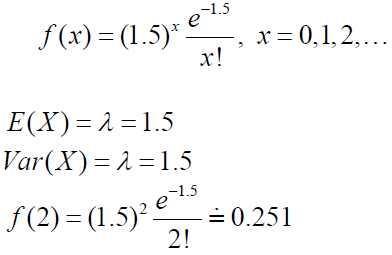 f(x) = (1.5)^x e^{-1.5}/x!, x = 0,1,2,…
E(X) = λ = 1.5
Var(X) = λ = 1.5
f(2) = (1.5)^2 e^{-1.5}/2! ≐ 0.251